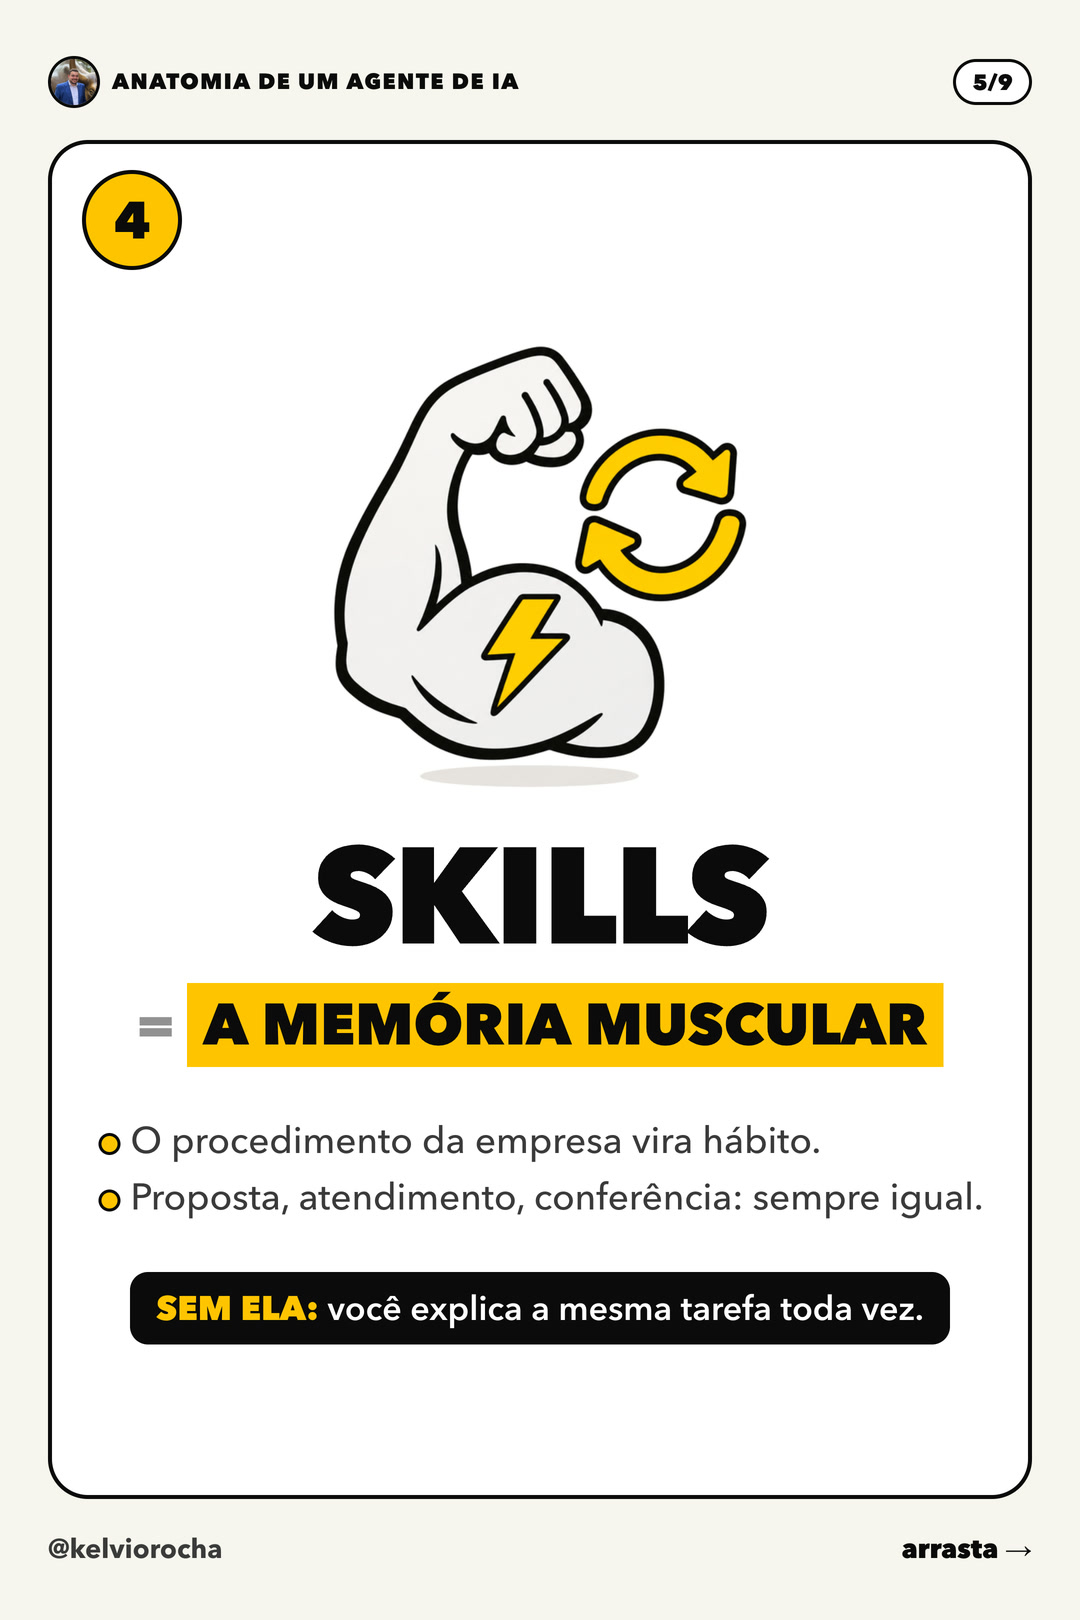 ANATOMIA DE UM AGENTE DE IA
5/9
4
SKILLS
= A MEMÓRIA MUSCULAR
O procedimento da empresa vira hábito.
Proposta, atendimento, conferência: sempre igual.
SEM ELA: você explica a mesma tarefa toda vez.
@kelviorocha
arrasta →